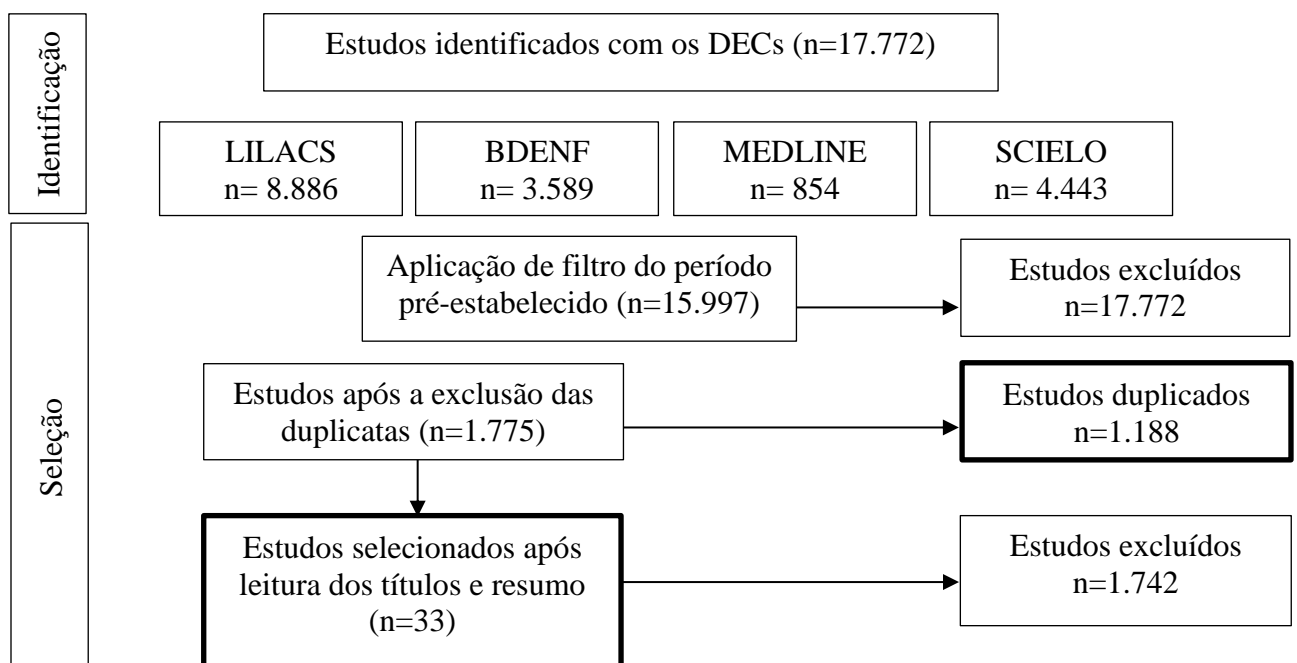 Identificação
Estudos identificados com os DECs (n=17.772)
LILACS
n= 8.886
BDENF
n= 3.589
MEDLINE
n= 854
SCIELO
n= 4.443
Seleção
Aplicação de filtro do período
pré-estabelecido (n=15.997)
Estudos excluídos
n=17.772
Estudos após a exclusão das
duplicatas (n=1.775)
Estudos duplicados
n=1.188
Estudos selecionados após
leitura dos títulos e resumo
(n=33)
Estudos excluídos
n=1.742